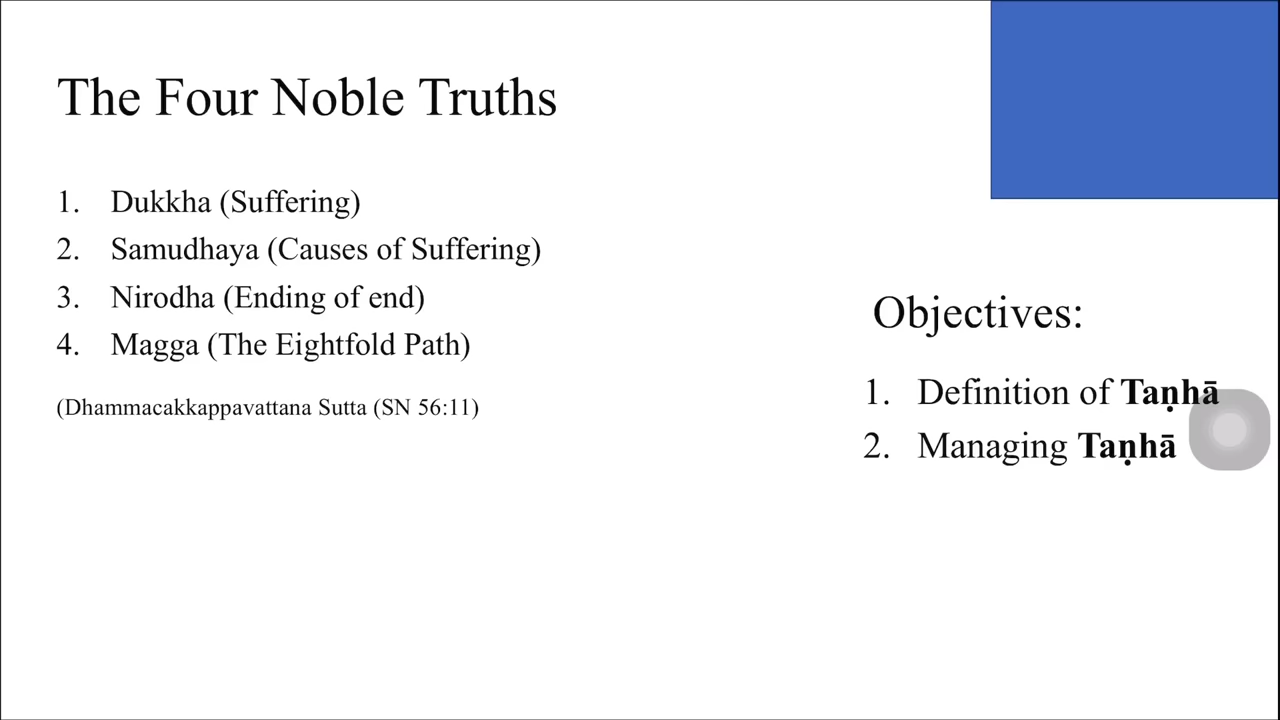 The Four Noble Truths
1. Dukkha (Suffering)
2. Samudhaya (Causes of Suffering)
3. Nirodha (Ending of end)
4. Magga (The Eightfold Path)
(Dhammacakkappavattana Sutta (SN 56:11)
Objectives:
1. Definition of Taṇhā
2. Managing Taṇhā